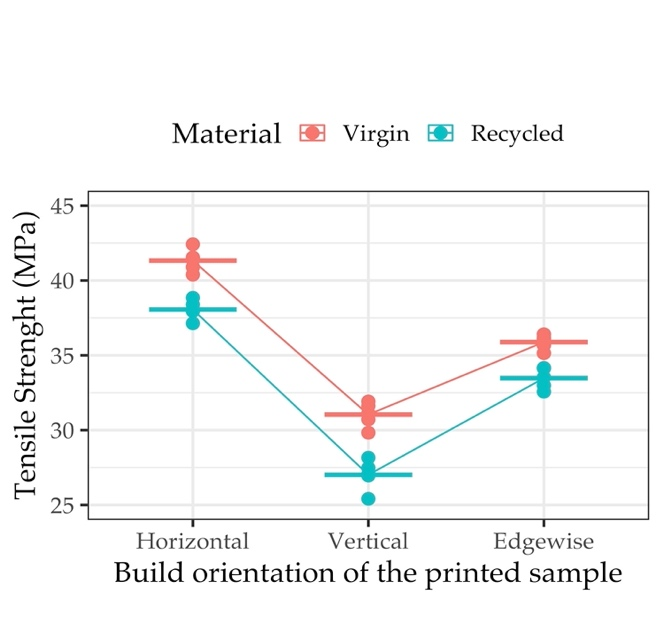 Material Virgin Recycled
Tensile Strenght (MPa)
45
40
35
30
25
Horizontal Vertical Edgewise
Build orientation of the printed sample